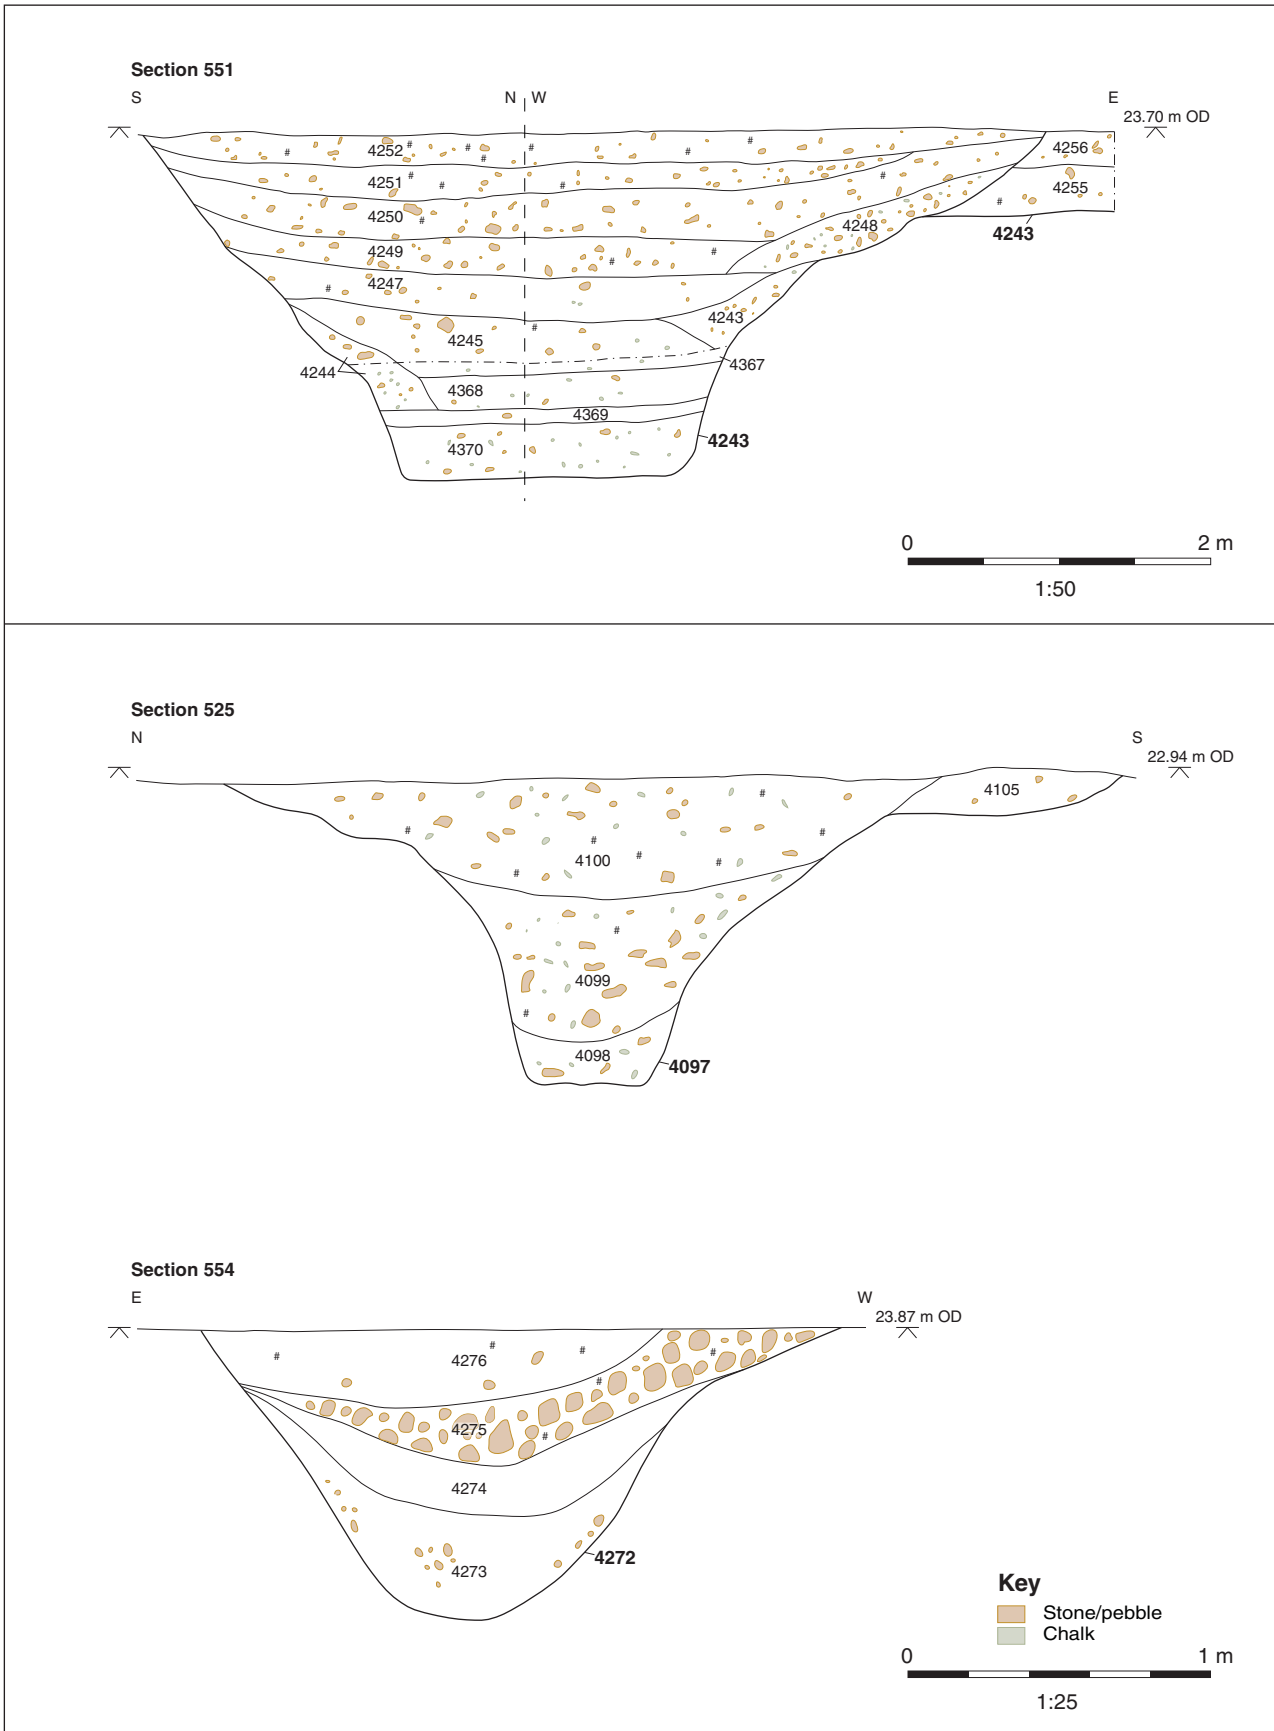 Section 551
S N W E
23.70 m OD
4252
4256
4251
4255
4250
4248
4243
4249
4247
4243
4245
4367
4244
4368
4369
4243
4370
0 2 m
1:50
Section 525
N S
22.94 m OD
4105
4100
4099
4098
4097
Section 554
E W
23.87 m OD
4276
4275
4274
4273
4272
Key
Stone/pebble
Chalk
0 1 m
1:25